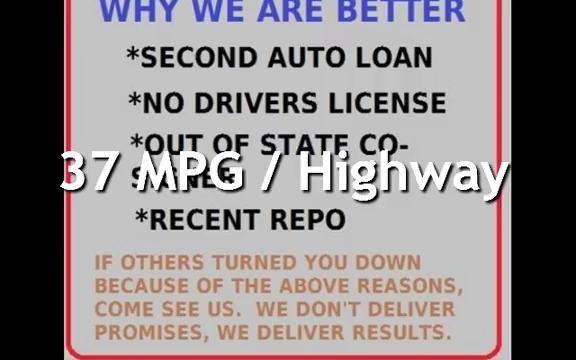 WHY WE ARE BETTER
*SECOND AUTO LOAN
*NO DRIVERS LICENSE
*OUT OF STATE CO-
SIGNER
37 MPG / Highway
*RECENT REPO
IF OTHERS TURNED YOU DOWN
BECAUSE OF THE ABOVE REASONS,
COME SEE US. WE DON'T DELIVER
PROMISES, WE DELIVER RESULTS.